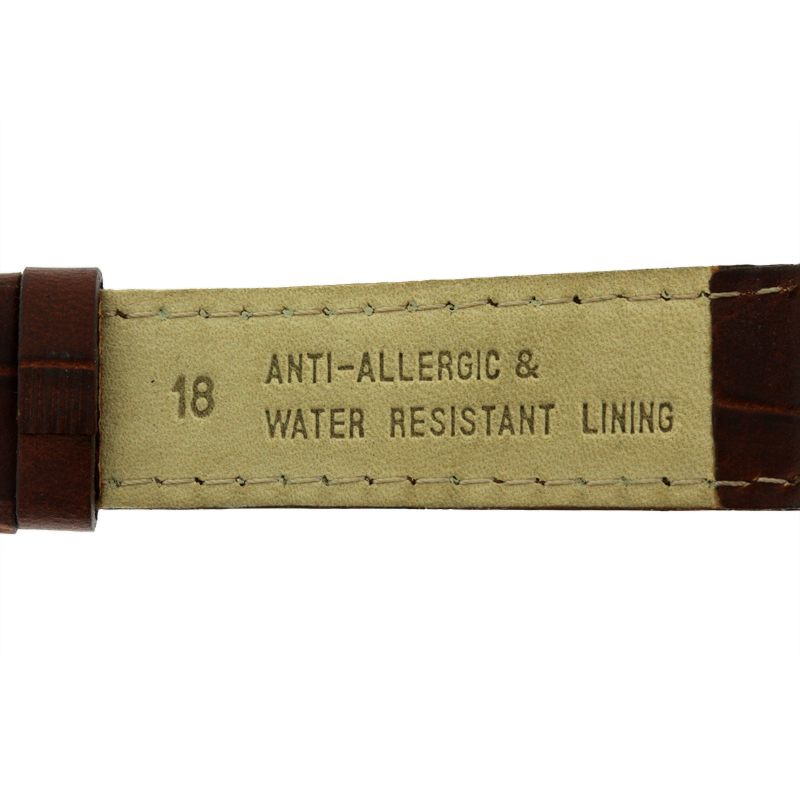 18
ANTI-ALLERGIC &
WATER RESISTANT LINING